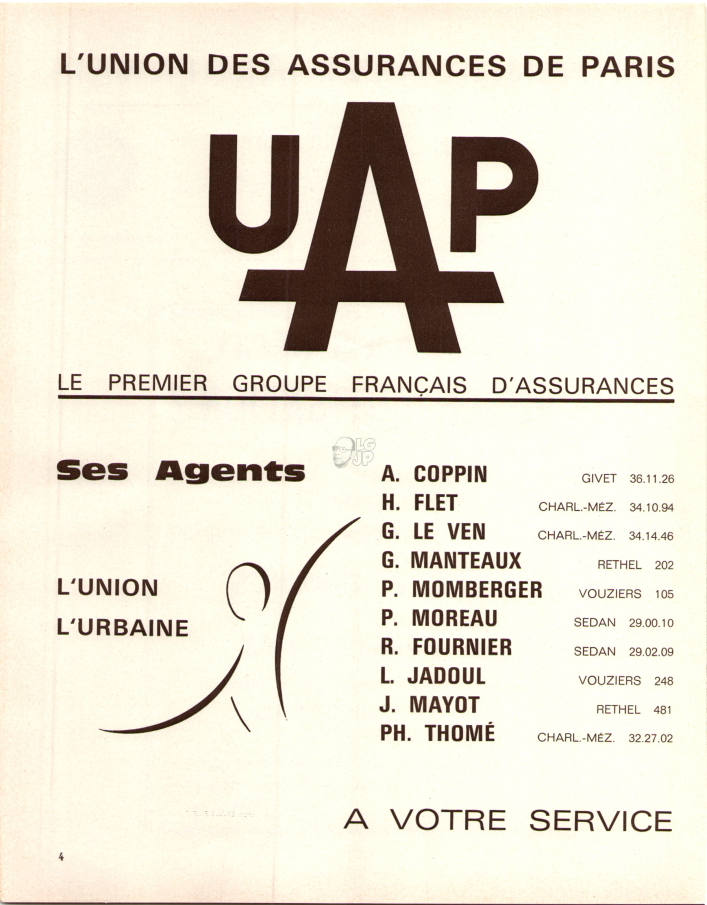 L'UNION DES ASSURANCES DE PARIS
UAP
LE PREMIER GROUPE FRANÇAIS D'ASSURANCES
LG
JP
Ses Agents
A. COPPIN GIVET 36.11.26
H. FLET CHARL.-MÉZ. 34.10.94
G. LE VEN CHARL.-MÉZ. 34.14.46
G. MANTEAUX RETHEL 202
P. MOMBERGER VOUZIERS 105
P. MOREAU SEDAN 29.00.10
R. FOURNIER SEDAN 29.02.09
L. JADOUL VOUZIERS 248
J. MAYOT RETHEL 481
PH. THOMÉ CHARL.-MÉZ. 32.27.02
L'UNION
L'URBAINE
A VOTRE SERVICE
4